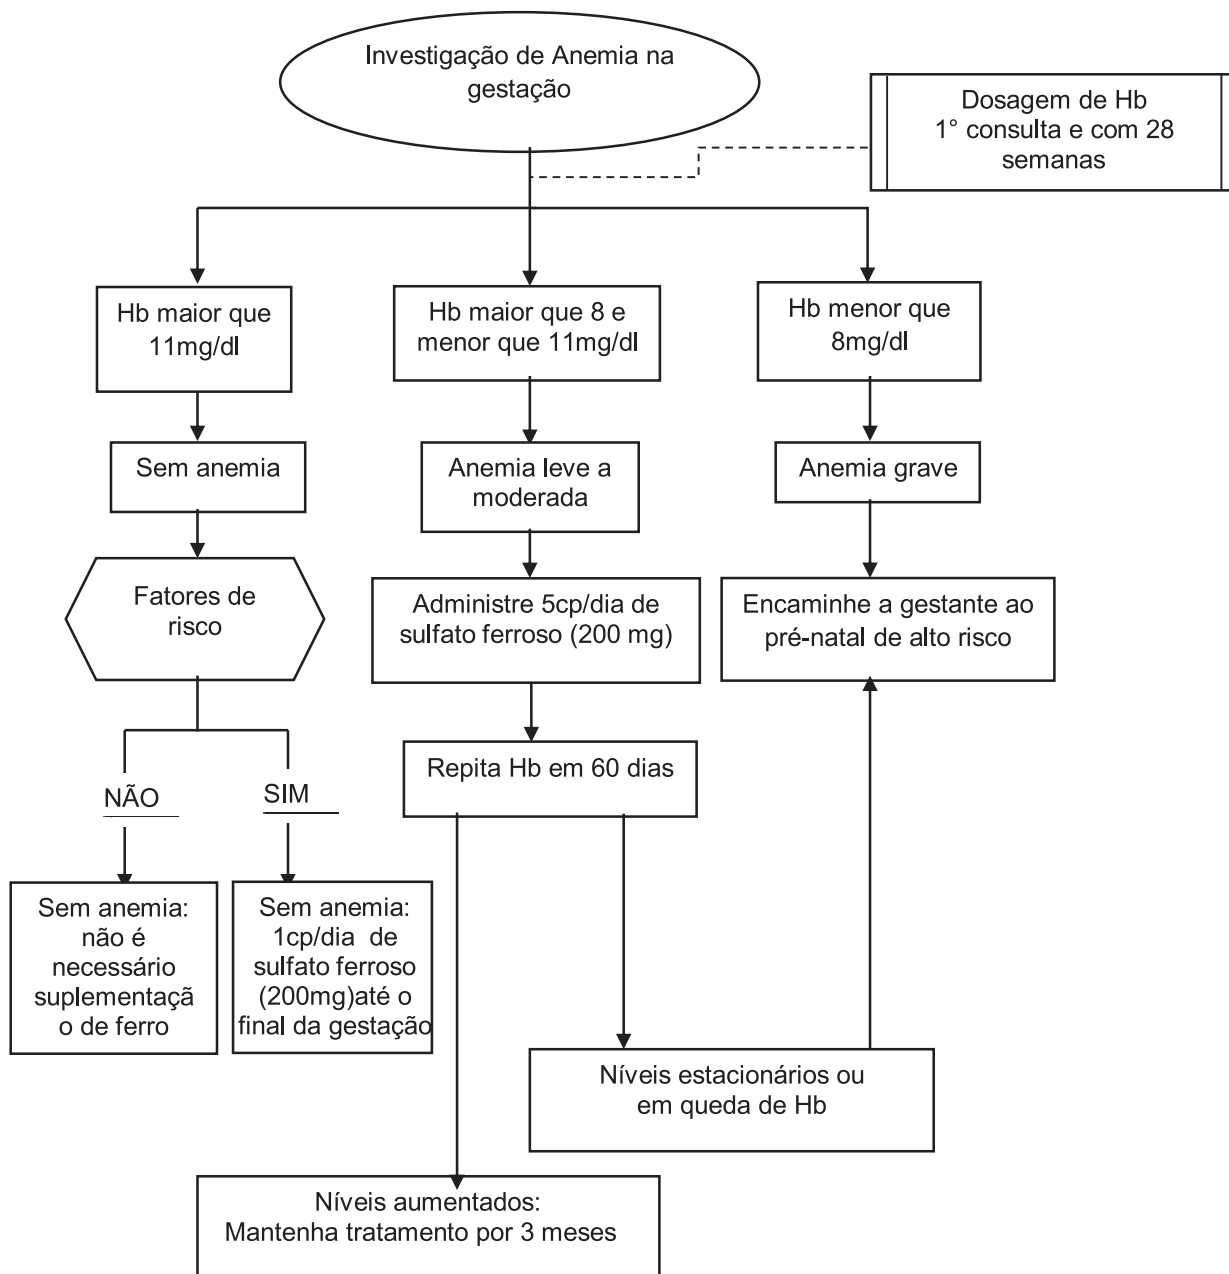 Investigação de Anemia na
gestação
Dosagem de Hb
1° consulta e com 28
semanas
Hb maior que
11mg/dl
Hb maior que 8 e
menor que 11mg/dl
Hb menor que
8mg/dl
Sem anemia
Anemia leve a
moderada
Anemia grave
Fatores de
risco
Administre 5cp/dia de
sulfato ferroso (200 mg)
Encaminhe a gestante ao
pré-natal de alto risco
Repita Hb em 60 dias
NÃO
SIM
Sem anemia:
não é
necessário
suplementaçã
o de ferro
Sem anemia:
1cp/dia de
sulfato ferroso
(200mg)até o
final da gestação
Níveis estacionários ou
em queda de Hb
Níveis aumentados:
Mantenha tratamento por 3 meses